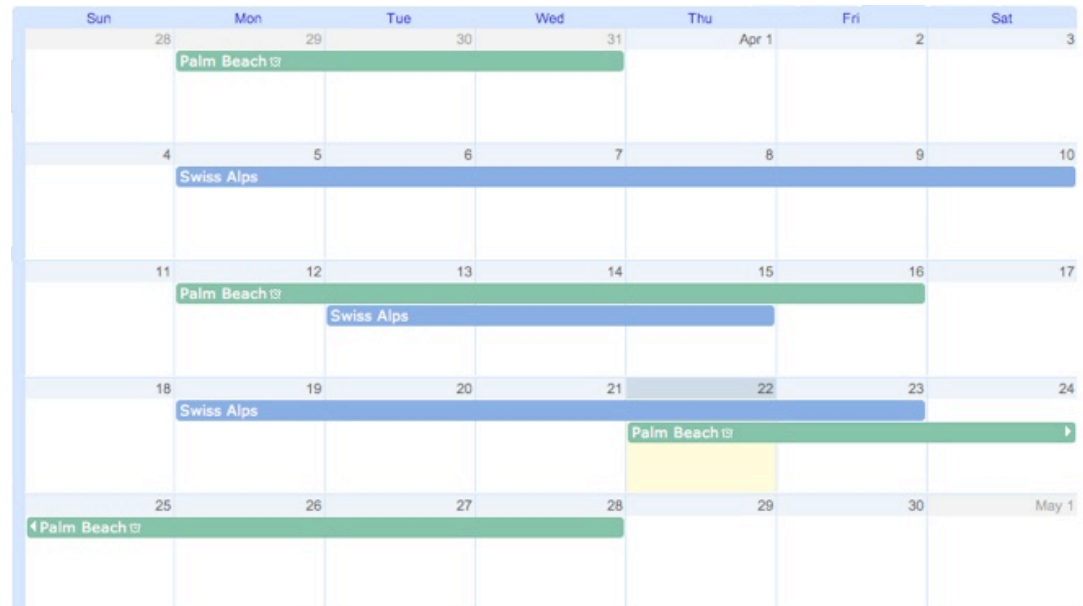 Sun Mon Tue Wed Thu Fri Sat
28 29 30 31 Apr 1 2 3
Palm Beach
4 5 6 7 8 9 10
Swiss Alps
11 12 13 14 15 16 17
Palm Beach
Swiss Alps
18 19 20 21 22 23 24
Swiss Alps
Palm Beach
25 26 27 28 29 30 May 1
Palm Beach